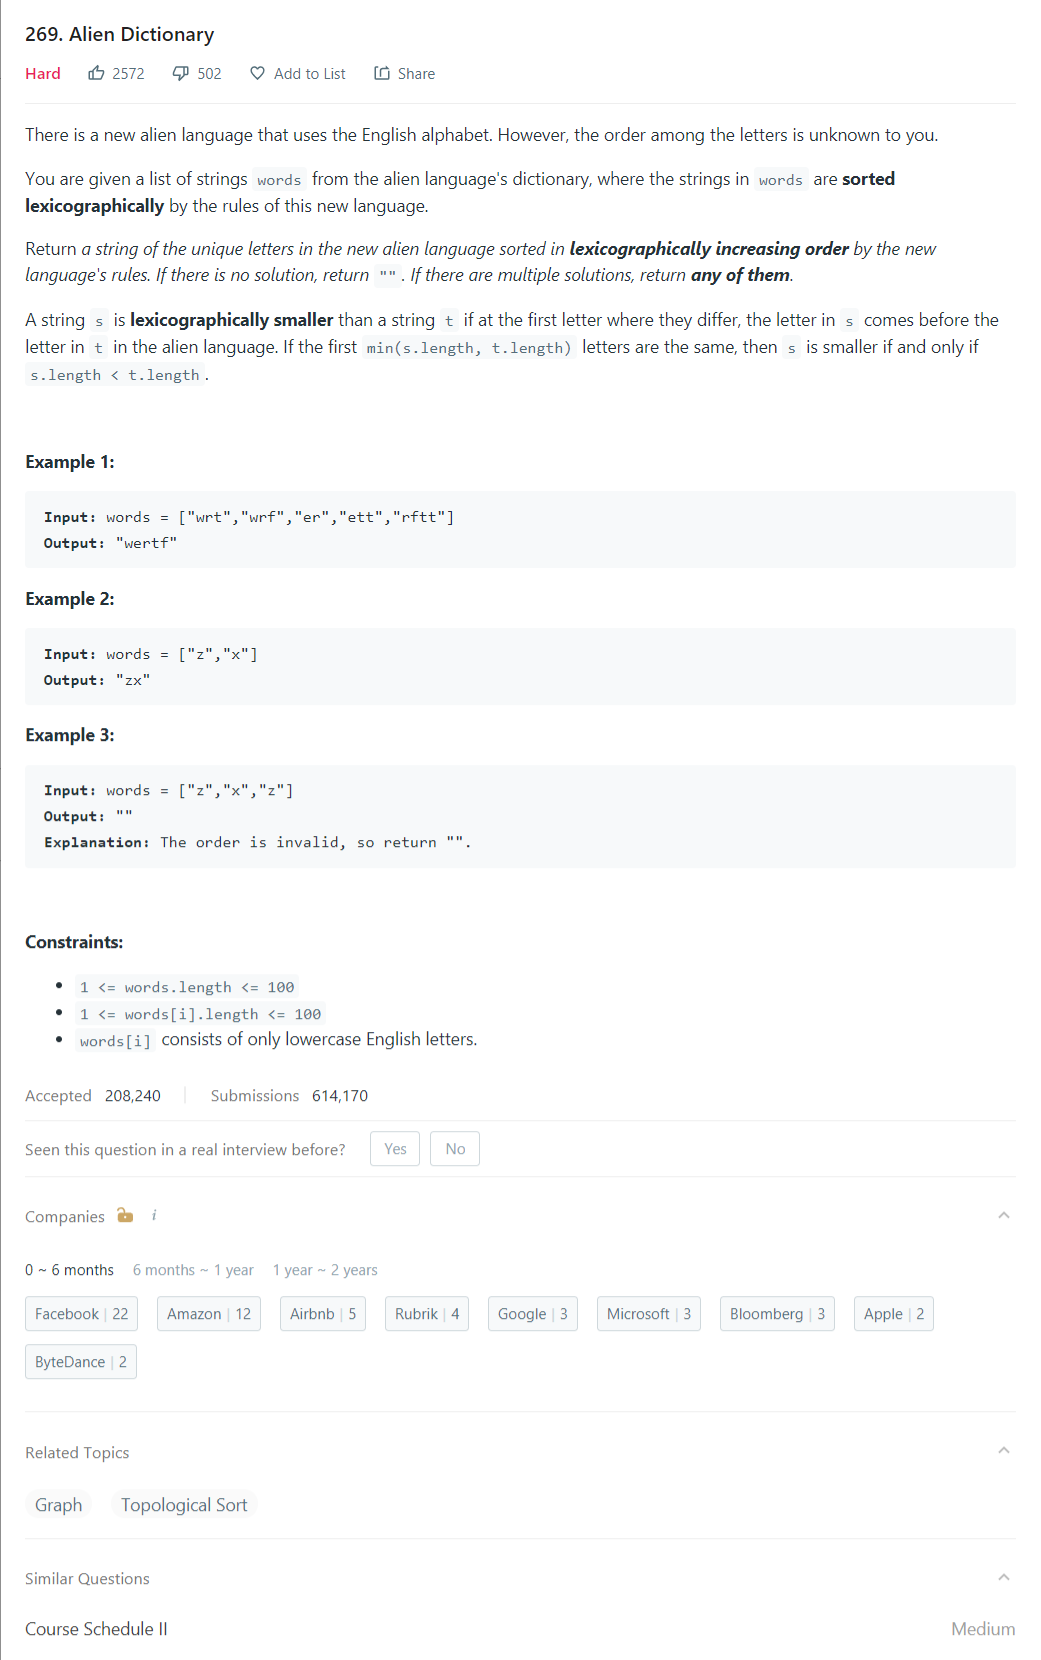 269. Alien Dictionary
Hard 2572 502 Add to List Share
There is a new alien language that uses the English alphabet. However, the order among the letters is unknown to you.
You are given a list of strings words from the alien language's dictionary, where the strings in words are sorted
lexicographically by the rules of this new language.
Return a string of the unique letters in the new alien language sorted in lexicographically increasing order by the new
language's rules. If there is no solution, return "". If there are multiple solutions, return any of them.
A string s is lexicographically smaller than a string t if at the first letter where they differ, the letter in s comes before the
letter in t in the alien language. If the first min(s.length, t.length) letters are the same, then s is smaller if and only if
s.length < t.length.
Example 1:
Input: words = ["wrt","wrf","er","ett","rftt"]
Output: "wertf"
Example 2:
Input: words = ["z","x"]
Output: "zx"
Example 3:
Input: words = ["z","x","z"]
Output: ""
Explanation: The order is invalid, so return "".
Constraints:
• 1 <= words.length <= 100
• 1 <= words[i].length <= 100
• words[i] consists of only lowercase English letters.
Accepted 208,240 | Submissions 614,170
Seen this question in a real interview before? Yes No
Companies i
0 ~ 6 months 6 months ~ 1 year 1 year ~ 2 years
Facebook | 22 Amazon | 12 Airbnb | 5 Rubrik | 4 Google | 3 Microsoft | 3 Bloomberg | 3 Apple | 2
ByteDance | 2
Related Topics
Graph Topological Sort
Similar Questions
Course Schedule II Medium